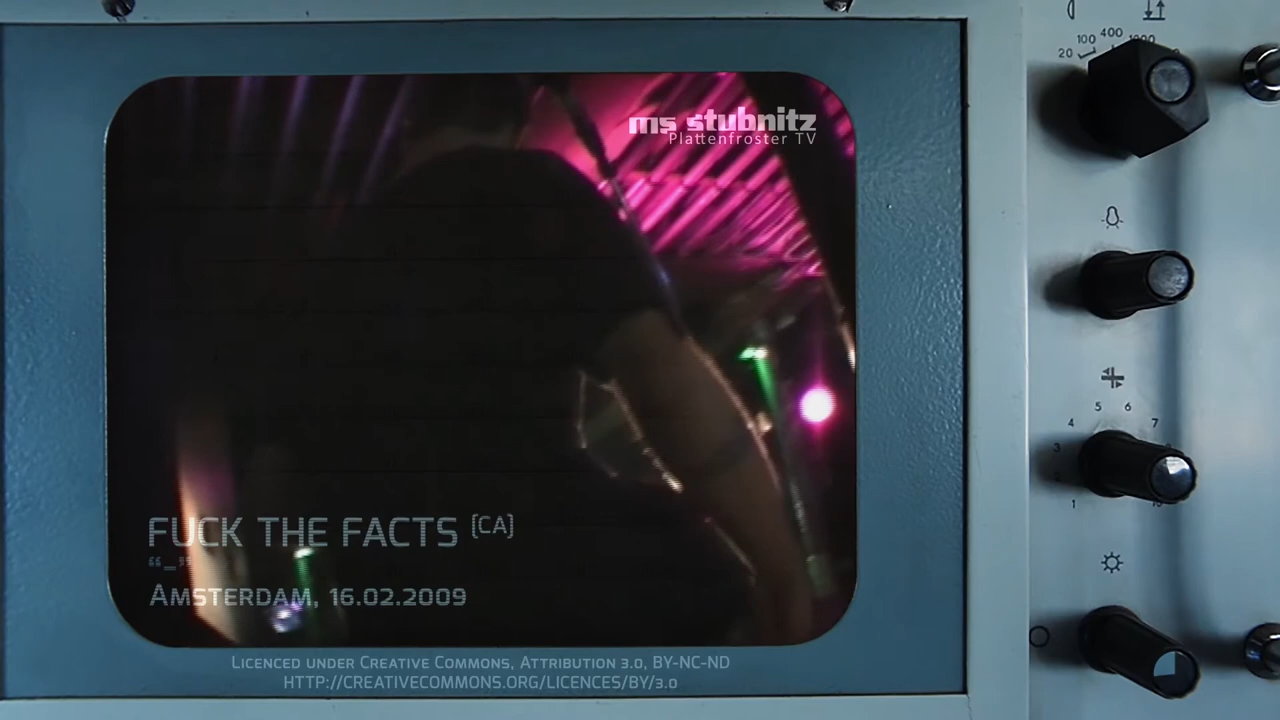 20 100 400 1000
ms stubnitz
Plattenfroster TV
5 6
4 7
3
1
FUCK THE FACTS [CA]
“_”
Amsterdam, 16.02.2009
Licenced under Creative Commons, Attribution 3.0, BY-NC-ND
http://creativecommons.org/licences/by/3.0